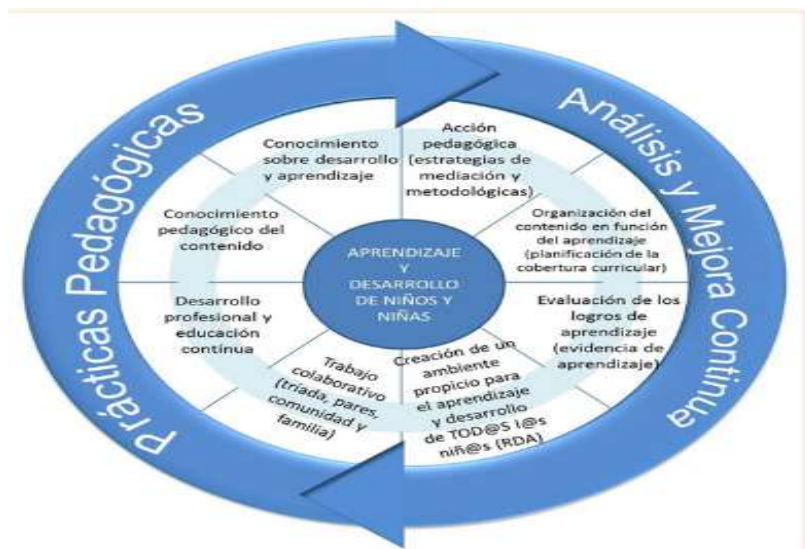 Prácticas Pedagógicas
Análisis y Mejora Continua
Conocimiento
sobre desarrollo
y aprendizaje
Acción
pedagógica
(estrategias de
mediación y
metodológicas)
Conocimiento
pedagógico del
contenido
Organización del
contenido en función
del aprendizaje
(planificación de la
cobertura curricular)
APRENDIZAJE
Y
DESARROLLO
DE NIÑOS Y
NIÑAS
Desarrollo
profesional y
educación
continua
Evaluación de los
logros de
aprendizaje
(evidencia de
aprendizaje)
Trabajo
colaborativo
(tríada, pares,
comunidad y
familia)
Creación de un
ambiente
propicio para
el aprendizaje
y desarrollo
de TOD@S l@s
niñ@s (RDA)